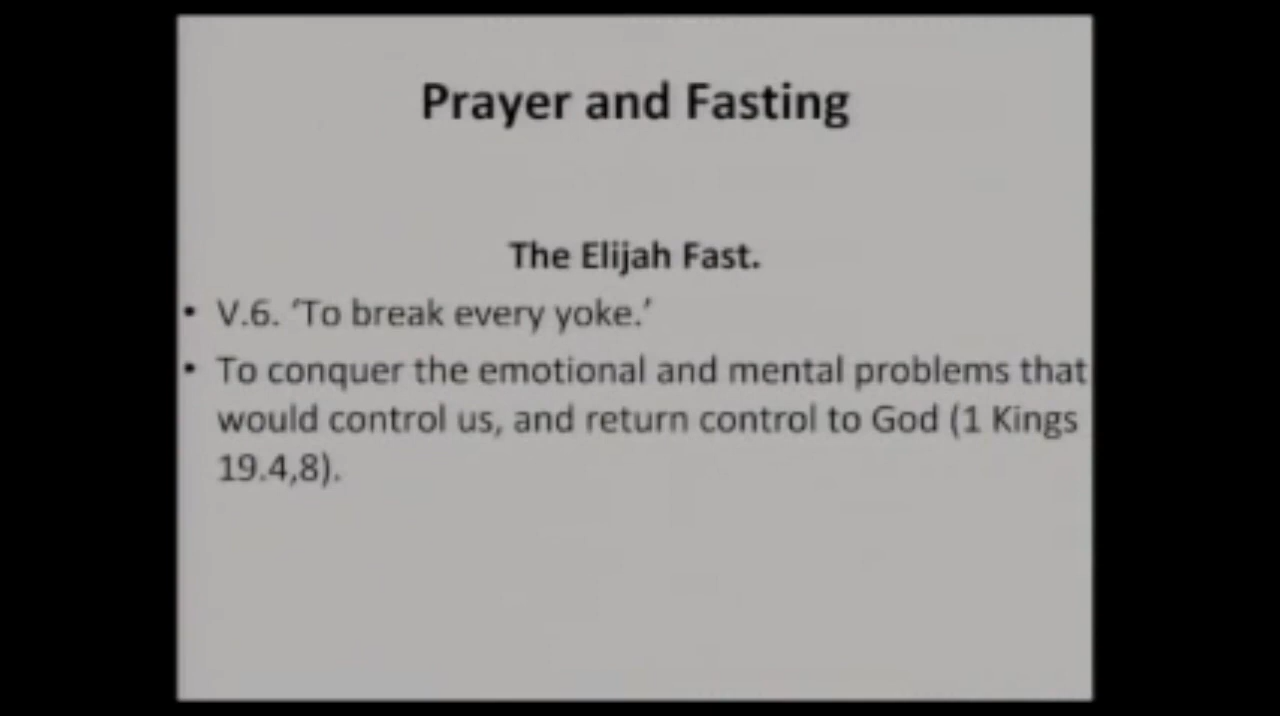 Prayer and Fasting
The Elijah Fast.
• V.6. ‘To break every yoke.’
• To conquer the emotional and mental problems that
would control us, and return control to God (1 Kings
19.4,8).